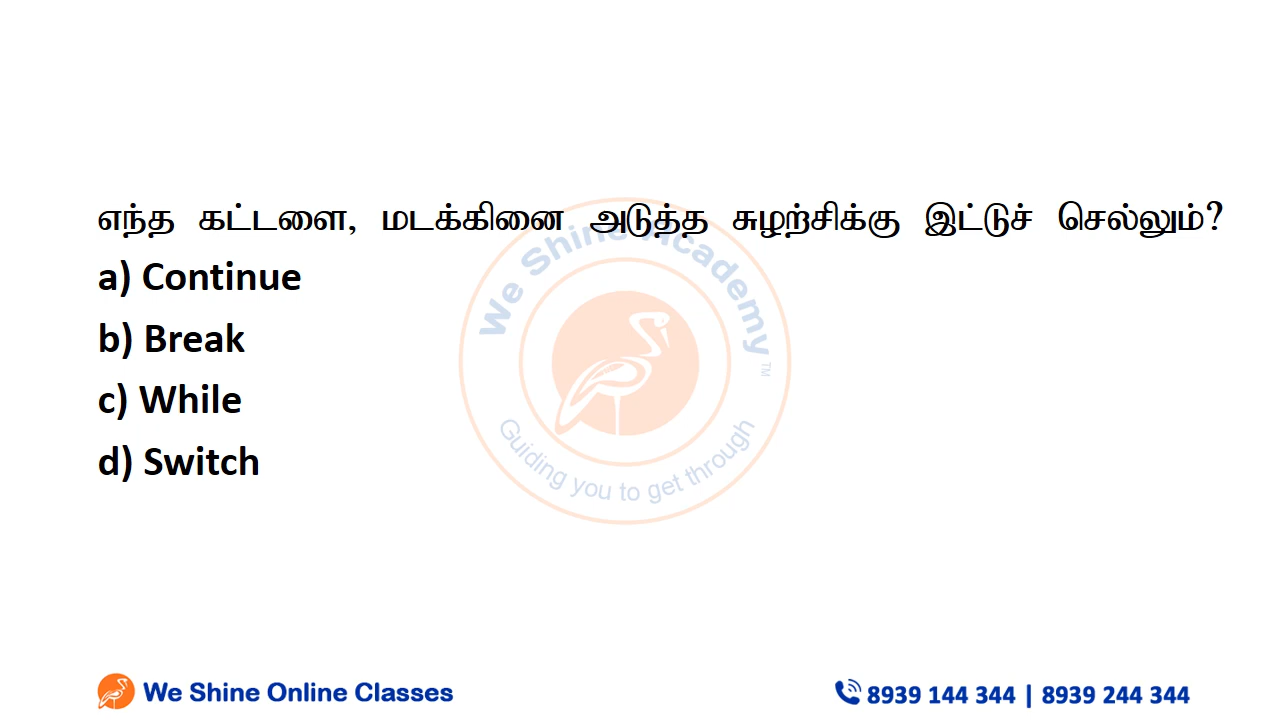 எந்த கட்டளை, மடக்கினை அடுத்த சுழற்சிக்கு இட்டுச் செல்லும்?
a) Continue
b) Break
c) While
d) Switch
We Shine Academy TM
Guiding you to get through
We Shine Online Classes
8939 144 344 | 8939 244 344